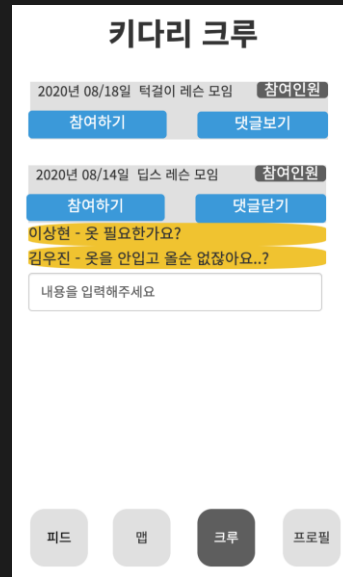 키다리 크루
2020년 08/18일 턱걸이 레슨 모임 참여인원
참여하기 댓글보기
2020년 08/14일 딥스 레슨 모임 참여인원
참여하기 댓글닫기
이상현 - 옷 필요한가요?
김우진 - 옷을 안입고 올순 없잖아요..?
내용을 입력해주세요
피드 맵 크루 프로필